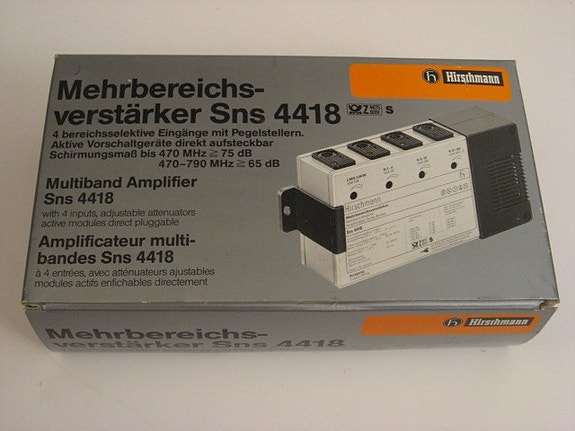 Mehrbereichs-
verstärker Sns 4418 Z S
4 bereichsselektive Eingänge mit Pegelstellern.
Aktive Vorschaltgeräte direkt aufsteckbar
Schirmungsmaß bis 470 MHz ≥ 75 dB
470–790 MHz ≥ 65 dB
Multiband Amplifier
Sns 4418
with 4 inputs, adjustable attenuators
active modules direct pluggable
Amplificateur multi-
bandes Sns 4418
à 4 entrées, avec atténuateurs ajustables
modules actifs enfichables directement
h Hirschmann
Hirschmann
Mehrbereichsverstärker
Sns 4418
S
h Hirschmann
Mehrbereichs-
verstärker Sns 4418